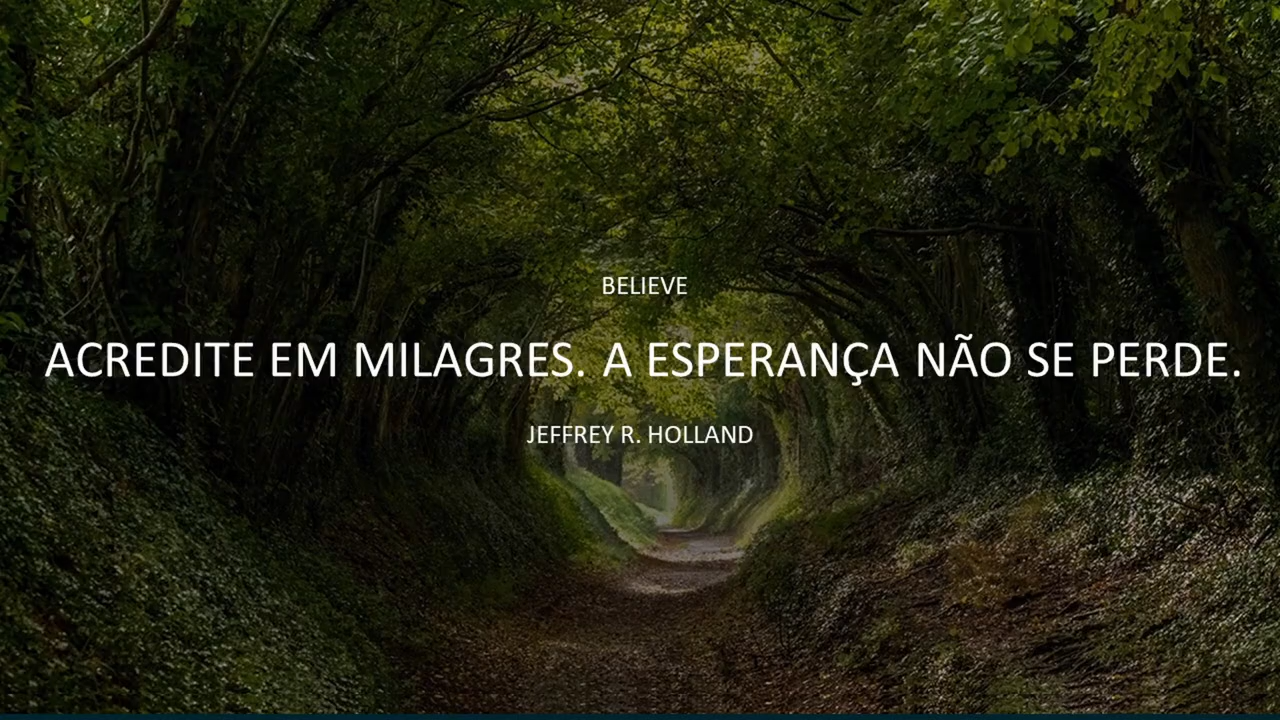 BELIEVE
ACREDITE EM MILAGRES. A ESPERANÇA NÃO SE PERDE.
JEFFREY R. HOLLAND